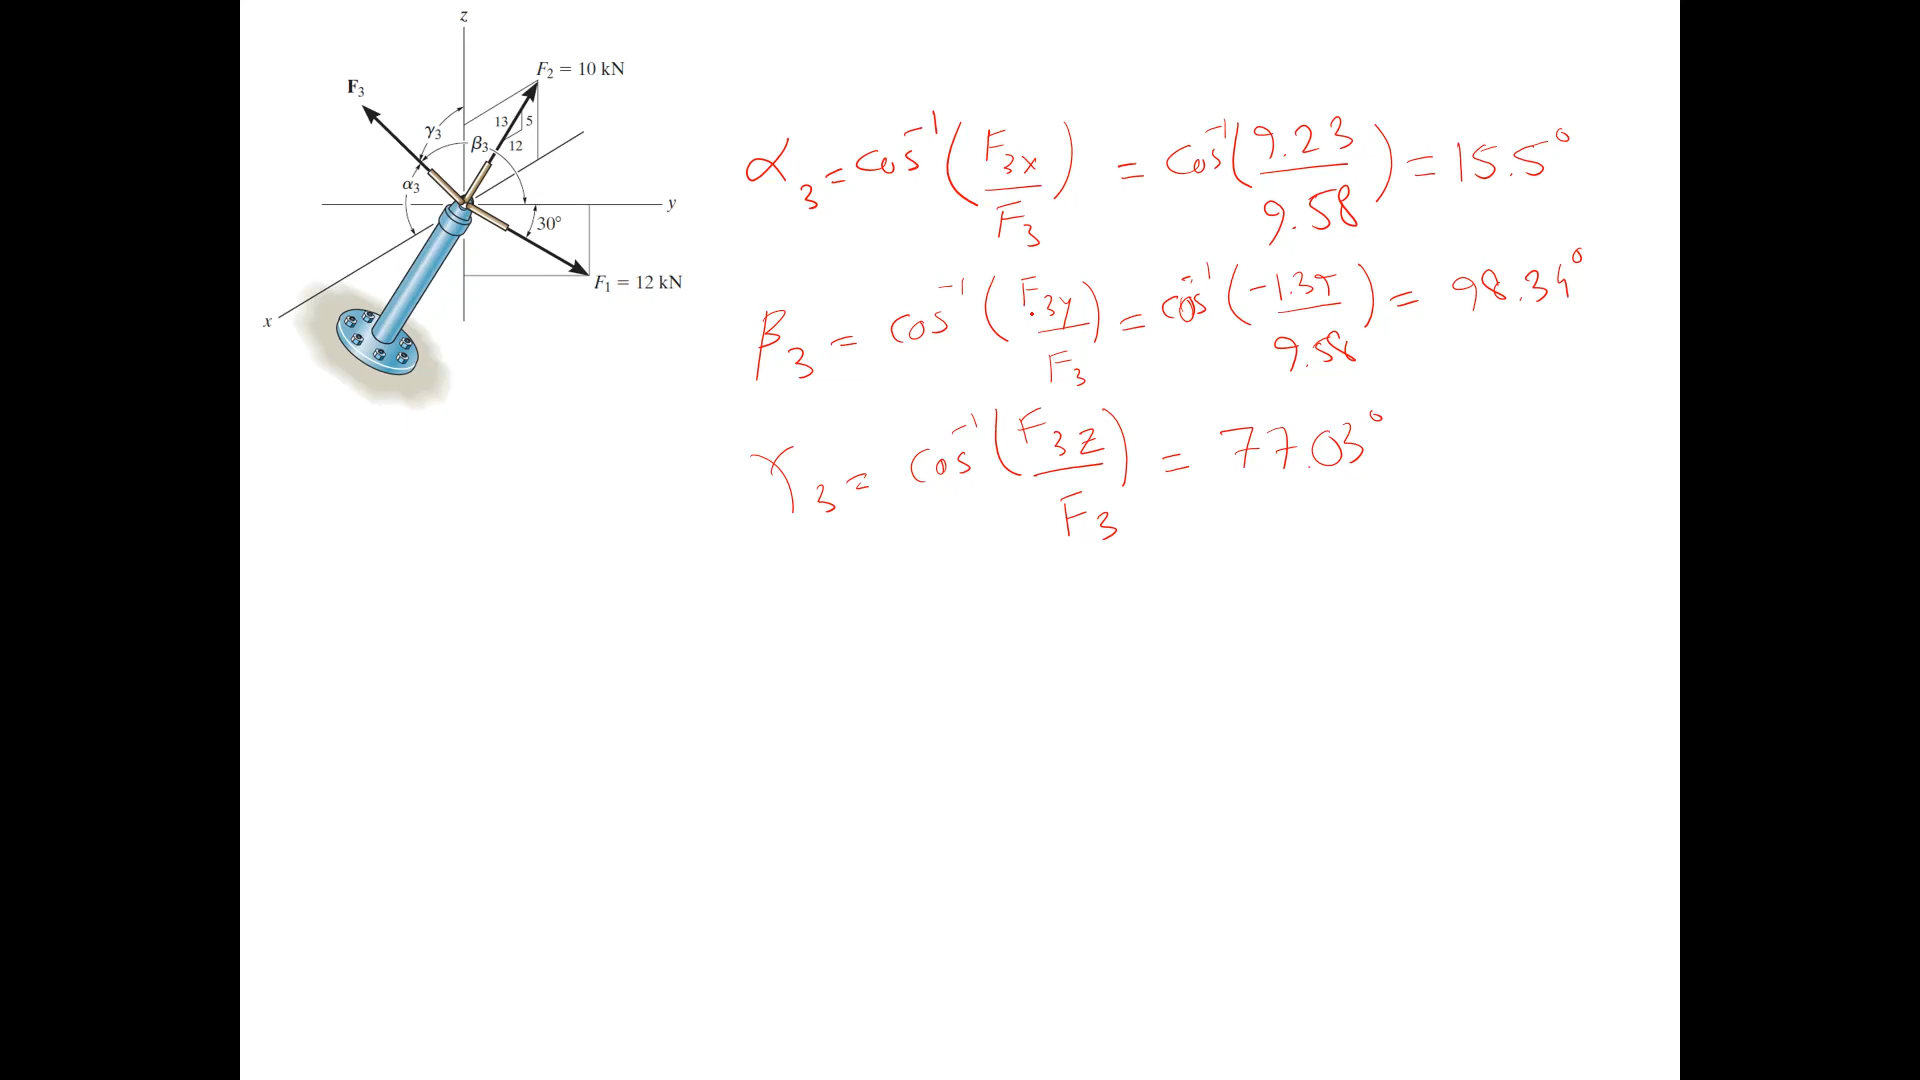 z
F₂ = 10 kN
F₃
γ₃
13
5
β₃
12
α₃
y
30°
F₁ = 12 kN
x
α₃ = cos⁻¹(F₃ₓ/F₃) = cos⁻¹(9.23/9.58) = 15.5°
β₃ = cos⁻¹(F₃y/F₃) = cos⁻¹(-1.39/9.58) = 98.34°
γ₃ = cos⁻¹(F₃z/F₃) = 77.03°